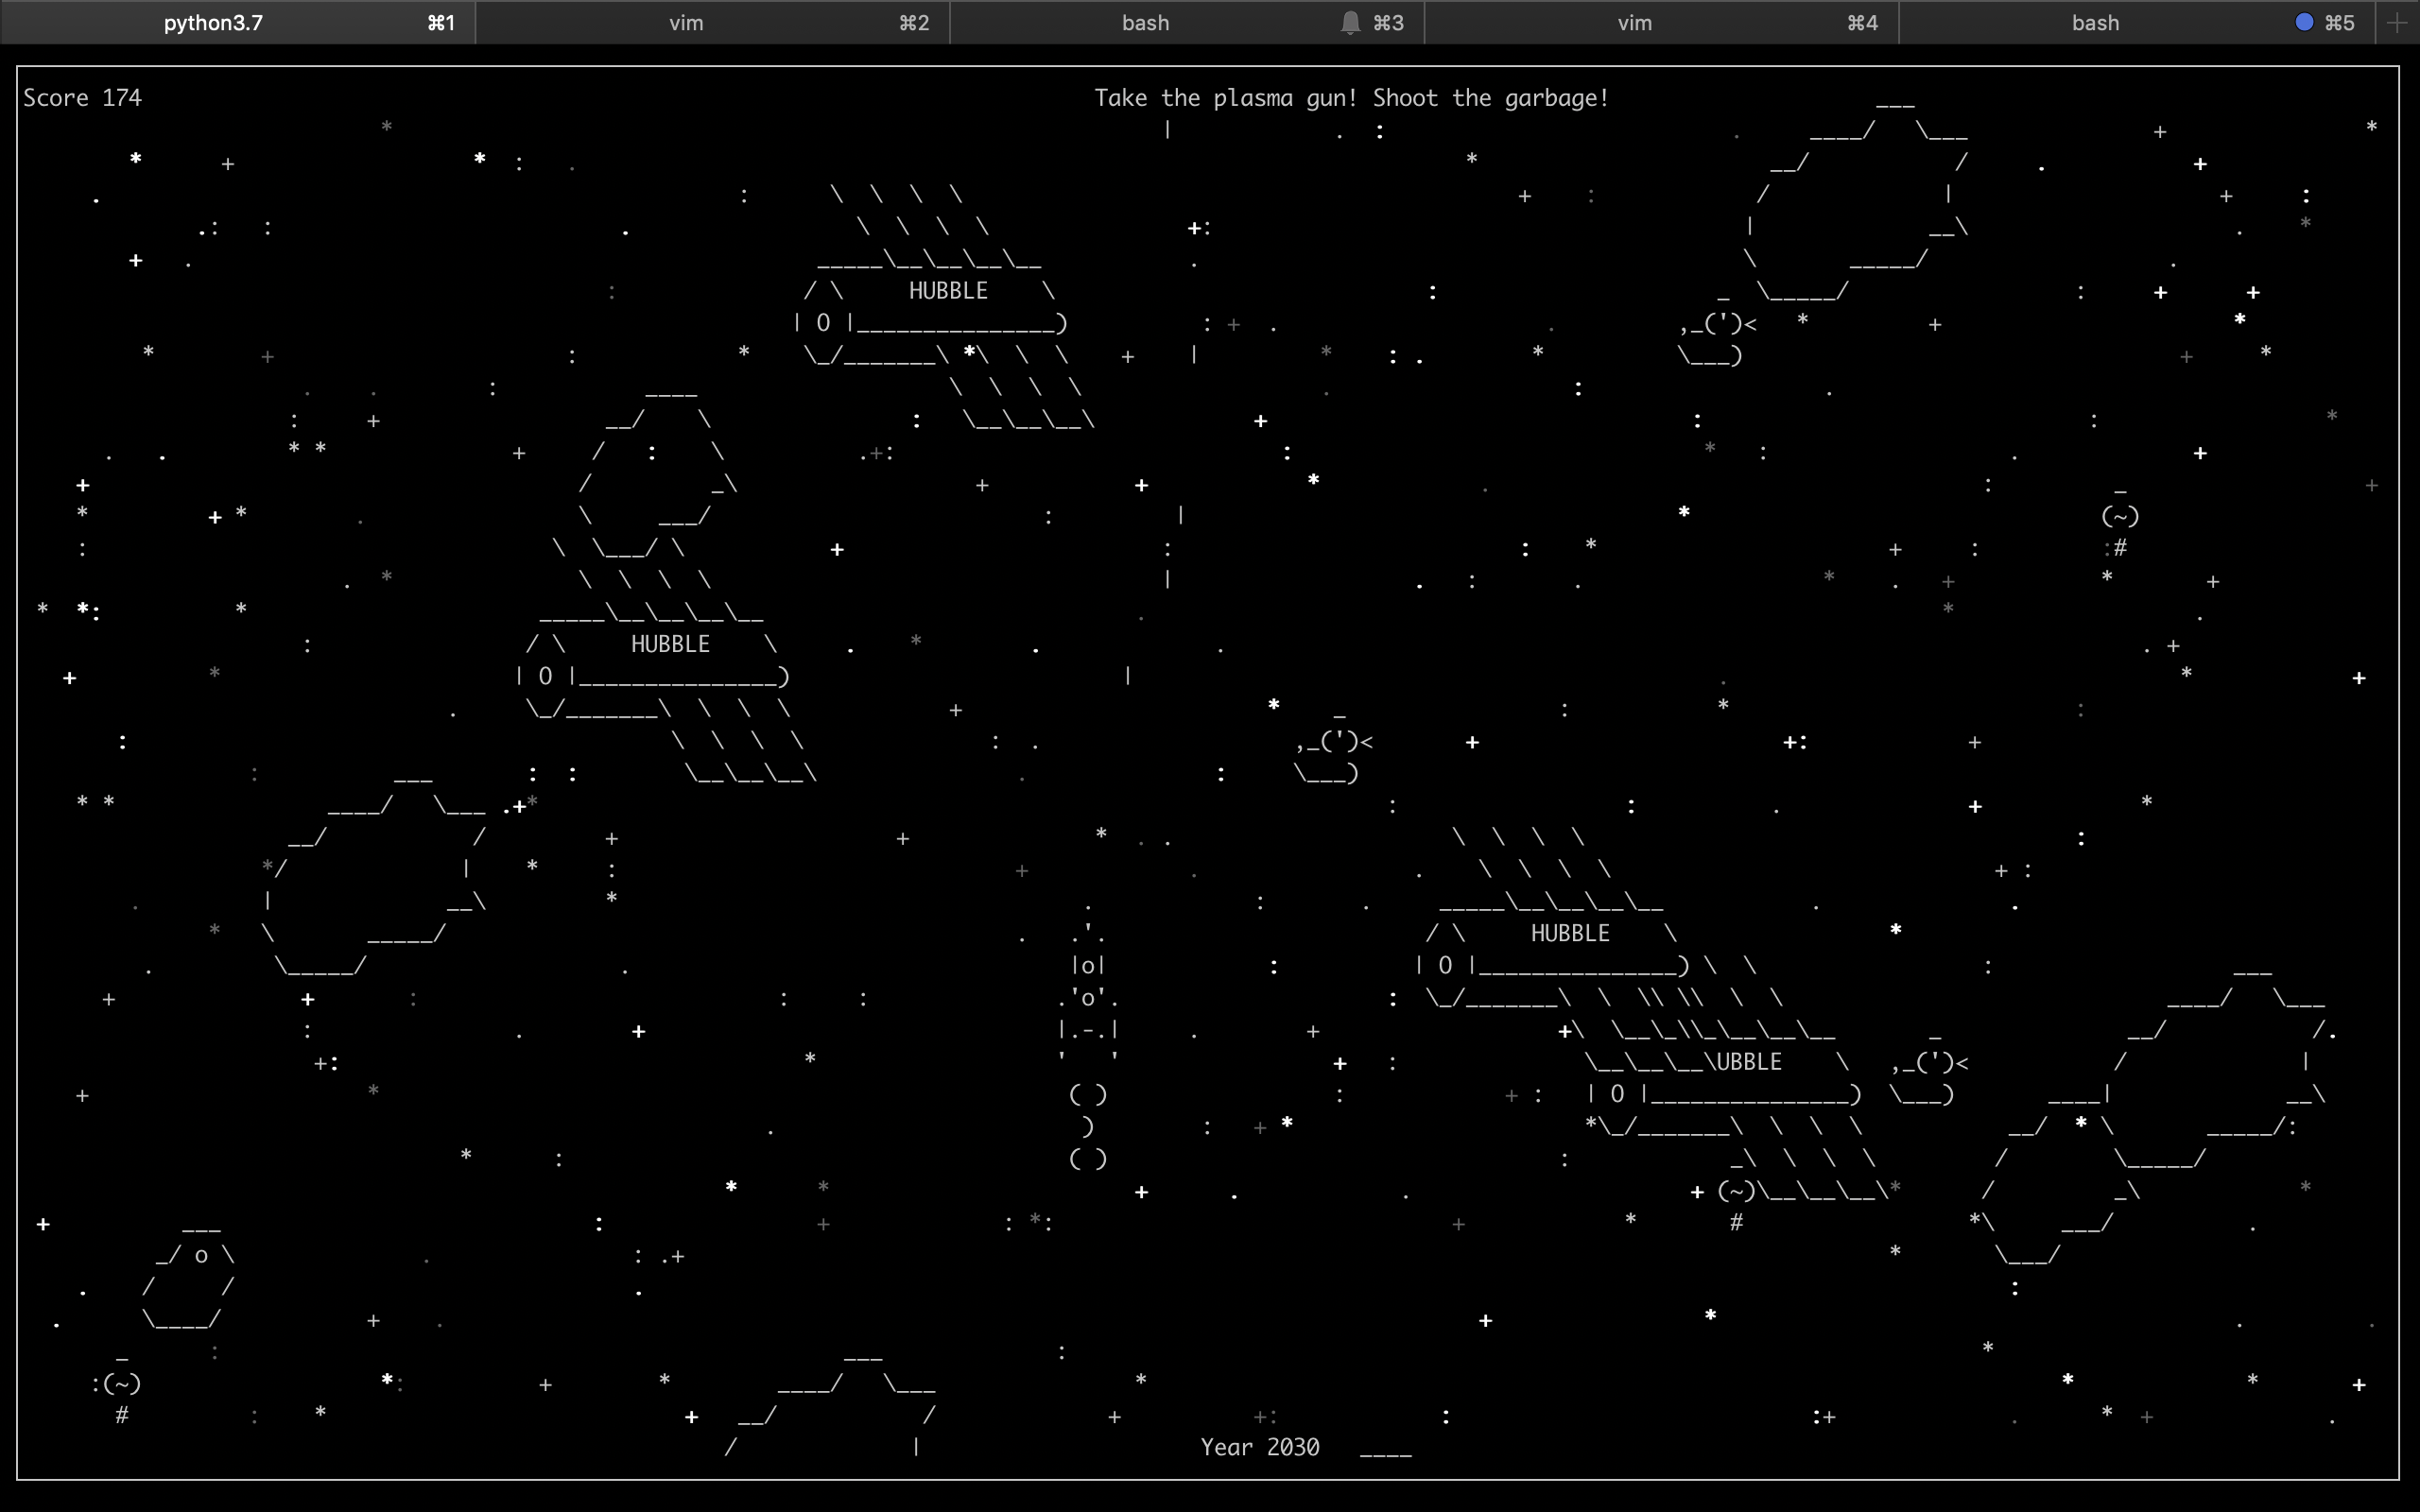 python3.7 ⌘1 vim ⌘2 bash ⌘3 vim ⌘4 bash ⌘5
Score 174 Take the plasma gun! Shoot the garbage!
HUBBLE
O
HUBBLE
O
HUBBLE
O
UBBLE
O
Year 2030